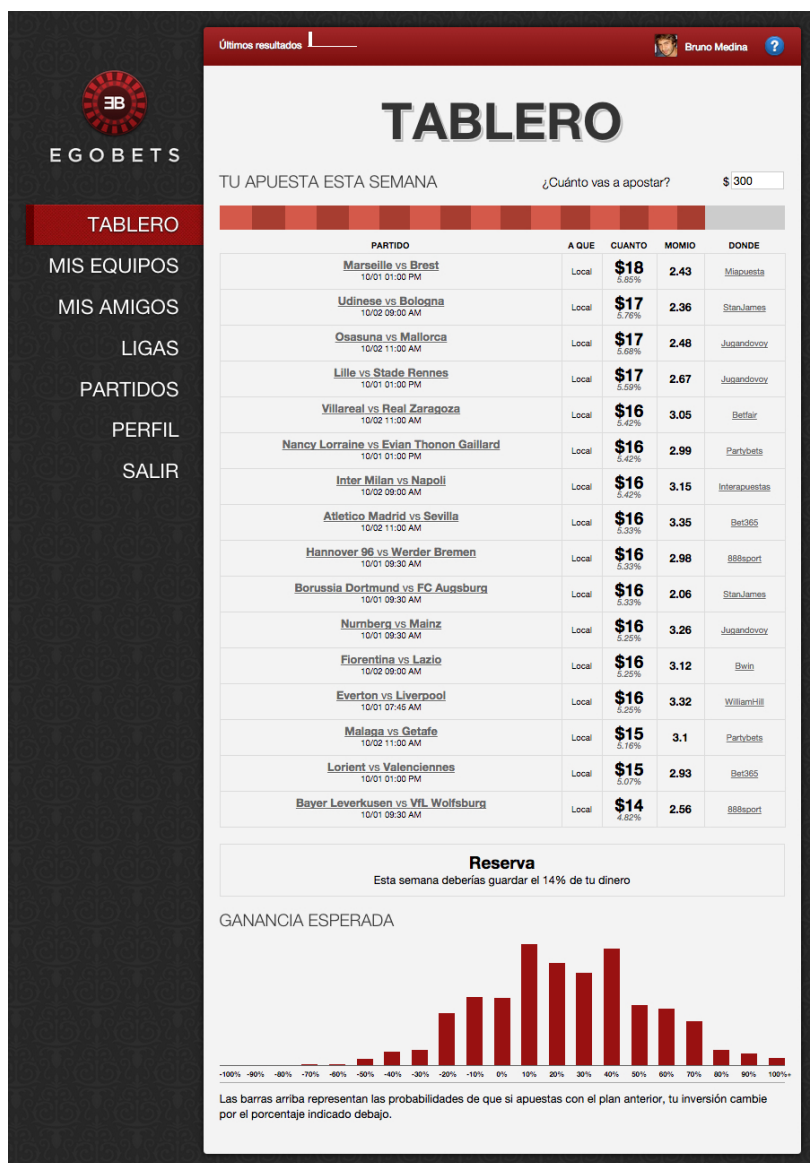 Últimos resultados
Bruno Medina ?
ƎB
EGOBETS
TABLERO
MIS EQUIPOS
MIS AMIGOS
LIGAS
PARTIDOS
PERFIL
SALIR
TABLERO
TU APUESTA ESTA SEMANA ¿Cuánto vas a apostar? $ 300
PARTIDO A QUE CUANTO MOMIO DONDE
Marseille vs Brest
10/01 01:00 PM
Local $18 5.85% 2.43 Miapuesta
Udinese vs Bologna
10/02 09:00 AM
Local $17 5.76% 2.36 StanJames
Osasuna vs Mallorca
10/02 11:00 AM
Local $17 5.68% 2.48 Jugandovoy
Lille vs Stade Rennes
10/01 01:00 PM
Local $17 5.59% 2.67 Jugandovoy
Villareal vs Real Zaragoza
10/02 11:00 AM
Local $16 5.42% 3.05 Betfair
Nancy Lorraine vs Evian Thonon Gaillard
10/01 01:00 PM
Local $16 5.42% 2.99 Partybets
Inter Milan vs Napoli
10/02 09:00 AM
Local $16 5.42% 3.15 Interapuestas
Atletico Madrid vs Sevilla
10/02 11:00 AM
Local $16 5.33% 3.35 Bet365
Hannover 96 vs Werder Bremen
10/01 09:30 AM
Local $16 5.33% 2.98 888sport
Borussia Dortmund vs FC Augsburg
10/01 09:30 AM
Local $16 5.33% 2.06 StanJames
Nurnberg vs Mainz
10/01 09:30 AM
Local $16 5.25% 3.26 Jugandovoy
Fiorentina vs Lazio
10/02 09:00 AM
Local $16 5.25% 3.12 Bwin
Everton vs Liverpool
10/01 07:45 AM
Local $16 5.25% 3.32 WilliamHill
Malaga vs Getafe
10/02 11:00 AM
Local $15 5.16% 3.1 Partybets
Lorient vs Valenciennes
10/01 01:00 PM
Local $15 5.07% 2.93 Bet365
Bayer Leverkusen vs VfL Wolfsburg
10/01 09:30 AM
Local $14 4.82% 2.56 888sport
Reserva
Esta semana deberías guardar el 14% de tu dinero
GANANCIA ESPERADA
-100% -90% -80% -70% -60% -50% -40% -30% -20% -10% 0% 10% 20% 30% 40% 50% 60% 70% 80% 90% 100%+
Las barras arriba representan las probabilidades de que si apuestas con el plan anterior, tu inversión cambie
por el porcentaje indicado debajo.